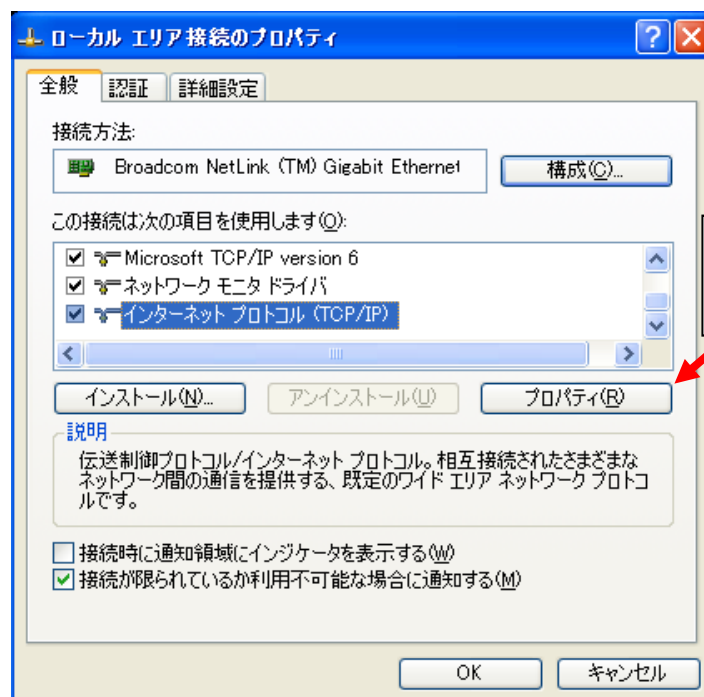 ローカル エリア接続のプロパティ
全般 認証 詳細設定
接続方法:
Broadcom NetLink (TM) Gigabit Ethernet
構成(C)...
この接続は次の項目を使用します(O):
Microsoft TCP/IP version 6
ネットワーク モニタ ドライバ
インターネット プロトコル (TCP/IP)
インストール(N)... アンインストール(U) プロパティ(R)
説明
伝送制御プロトコル/インターネット プロトコル。相互接続されたさまざまな
ネットワーク間の通信を提供する、既定のワイド エリア ネットワーク プロトコ
ルです。
接続時に通知領域にインジケータを表示する(W)
接続が限られているか利用不可能な場合に通知する(M)
OK キャンセル